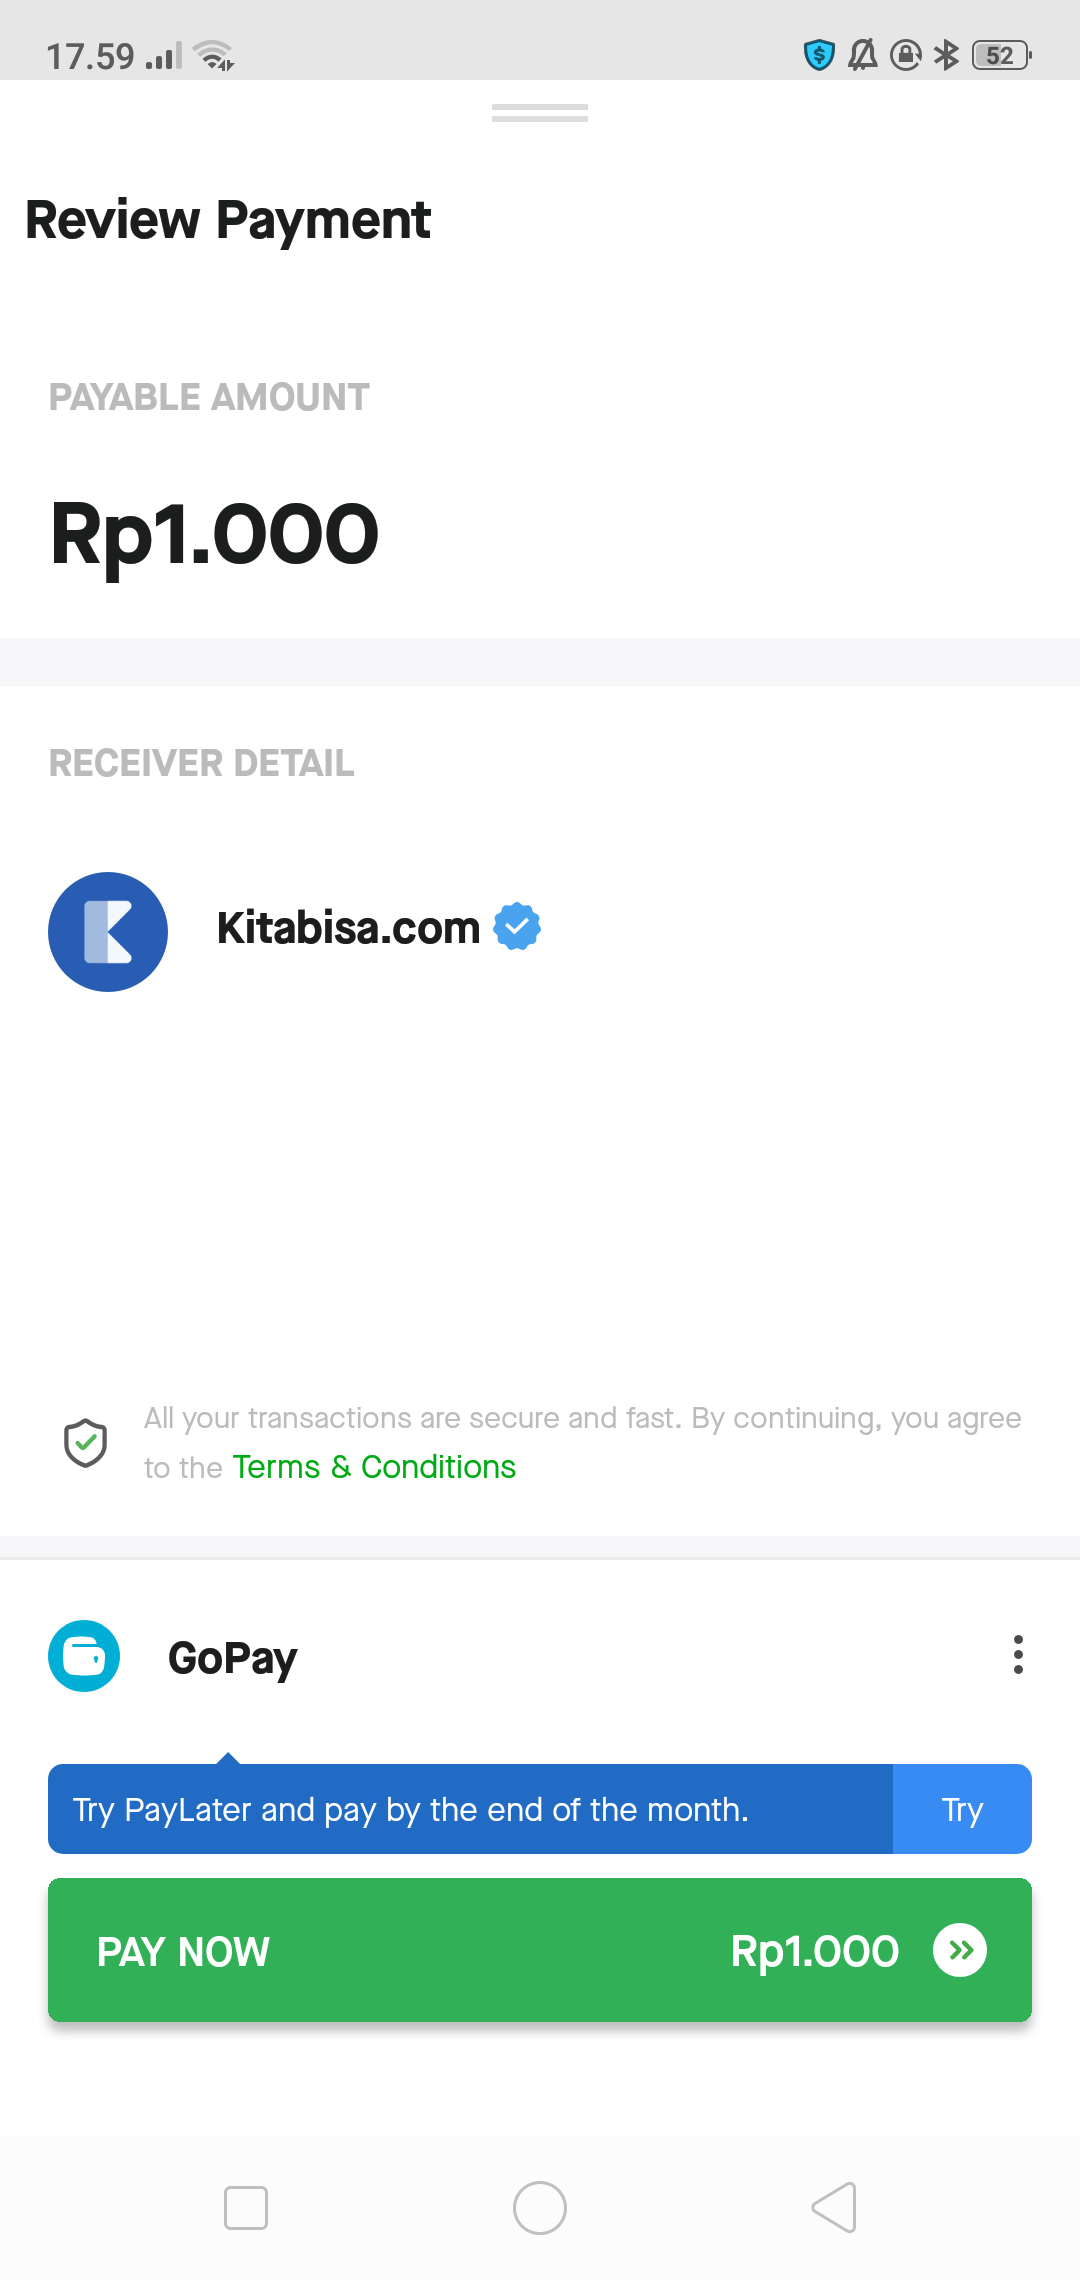 17.59
52
Review Payment
PAYABLE AMOUNT
Rp1.000
RECEIVER DETAIL
Kitabisa.com
All your transactions are secure and fast. By continuing, you agree
to the Terms & Conditions
GoPay
Try PayLater and pay by the end of the month.
Try
PAY NOW
Rp1.000